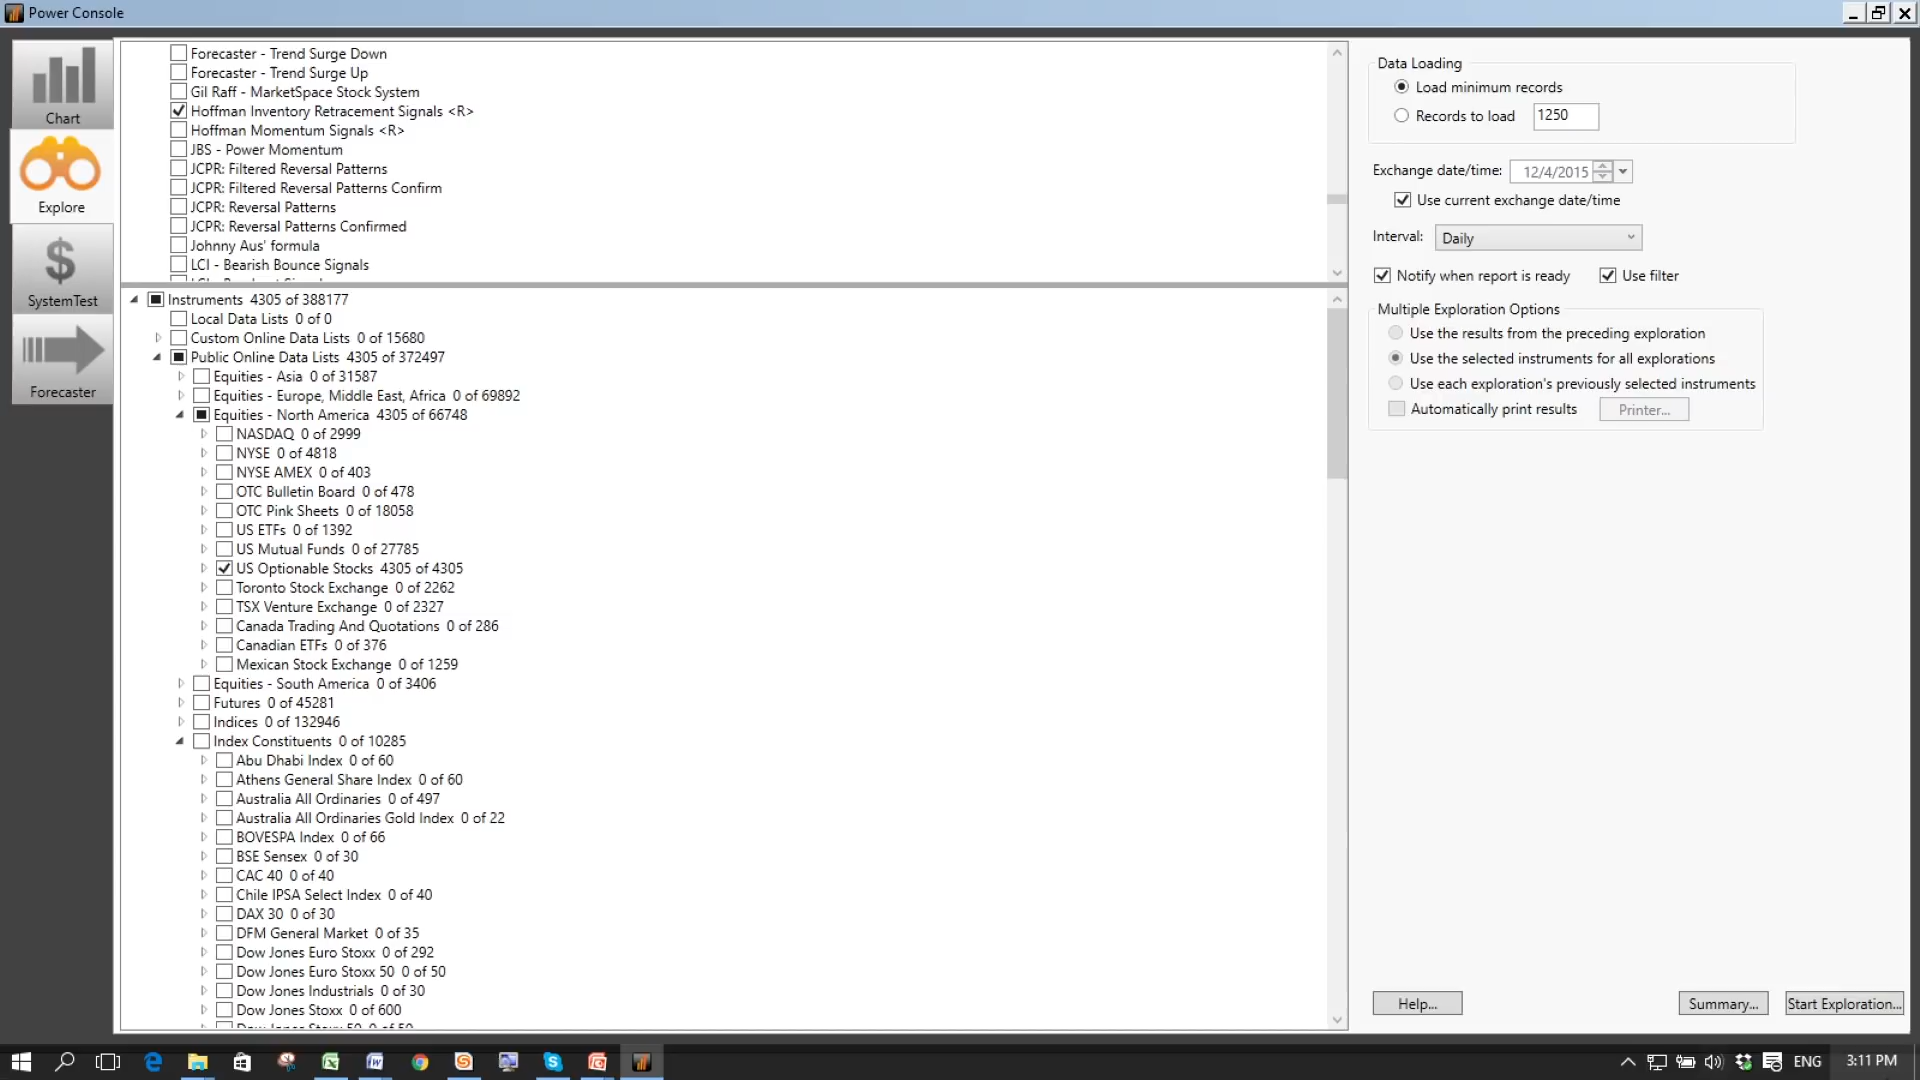 Power Console
Chart
Explore
SystemTest
Forecaster
Forecaster - Trend Surge Down
Forecaster - Trend Surge Up
Gil Raff - MarketSpace Stock System
Hoffman Inventory Retracement Signals <R>
Hoffman Momentum Signals <R>
JBS - Power Momentum
JCPR: Filtered Reversal Patterns
JCPR: Filtered Reversal Patterns Confirm
JCPR: Reversal Patterns
JCPR: Reversal Patterns Confirmed
Johnny Aus' formula
LCI - Bearish Bounce Signals
Instruments 4305 of 388177
Local Data Lists 0 of 0
Custom Online Data Lists 0 of 15680
Public Online Data Lists 4305 of 372497
Equities - Asia 0 of 31587
Equities - Europe, Middle East, Africa 0 of 69892
Equities - North America 4305 of 66748
NASDAQ 0 of 2999
NYSE 0 of 4818
NYSE AMEX 0 of 403
OTC Bulletin Board 0 of 478
OTC Pink Sheets 0 of 18058
US ETFs 0 of 1392
US Mutual Funds 0 of 27785
US Optionable Stocks 4305 of 4305
Toronto Stock Exchange 0 of 2262
TSX Venture Exchange 0 of 2327
Canada Trading And Quotations 0 of 286
Canadian ETFs 0 of 376
Mexican Stock Exchange 0 of 1259
Equities - South America 0 of 3406
Futures 0 of 45281
Indices 0 of 132946
Index Constituents 0 of 10285
Abu Dhabi Index 0 of 60
Athens General Share Index 0 of 60
Australia All Ordinaries 0 of 497
Australia All Ordinaries Gold Index 0 of 22
BOVESPA Index 0 of 66
BSE Sensex 0 of 30
CAC 40 0 of 40
Chile IPSA Select Index 0 of 40
DAX 30 0 of 30
DFM General Market 0 of 35
Dow Jones Euro Stoxx 0 of 292
Dow Jones Euro Stoxx 50 0 of 50
Dow Jones Industrials 0 of 30
Dow Jones Stoxx 0 of 600
Data Loading
Load minimum records
Records to load 1250
Exchange date/time: 12/4/2015
Use current exchange date/time
Interval: Daily
Notify when report is ready Use filter
Multiple Exploration Options
Use the results from the preceding exploration
Use the selected instruments for all explorations
Use each exploration's previously selected instruments
Automatically print results Printer...
Help... Summary... Start Exploration...
ENG 3:11 PM